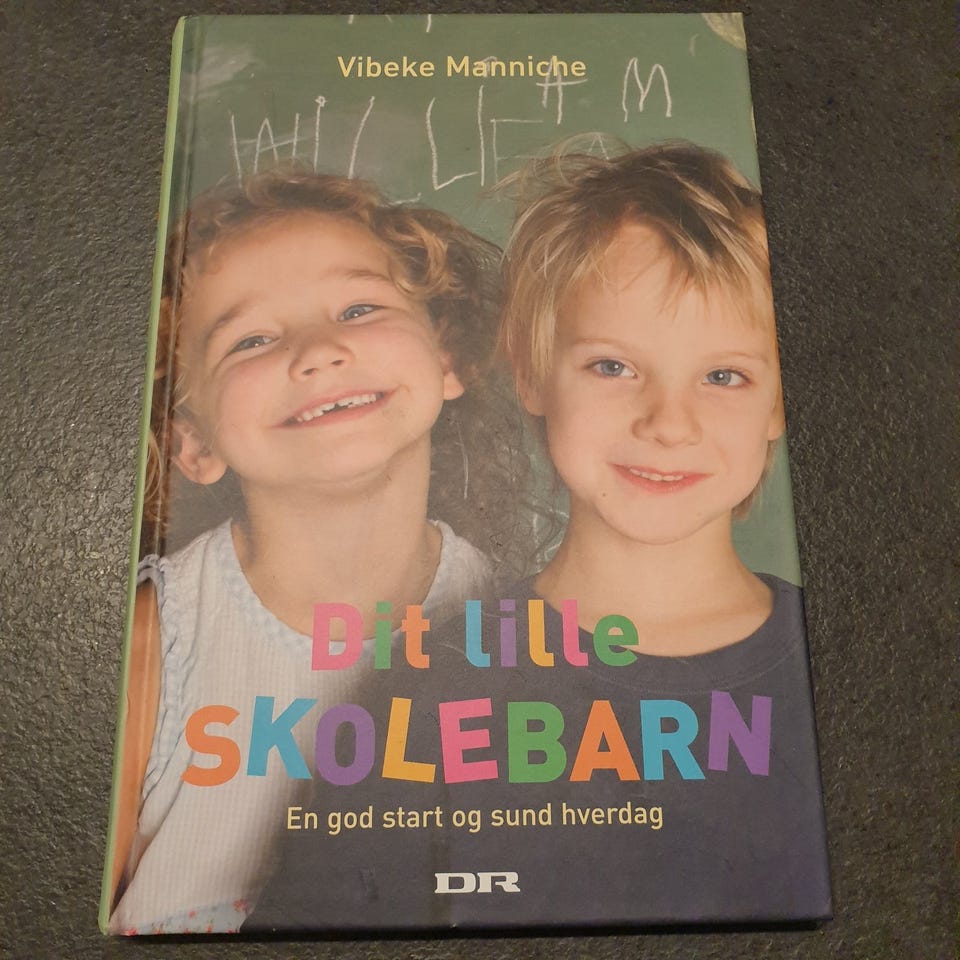 Vibeke Manniche
WILLIAM
Dit lille
SKOLEBARN
En god start og sund hverdag
DR